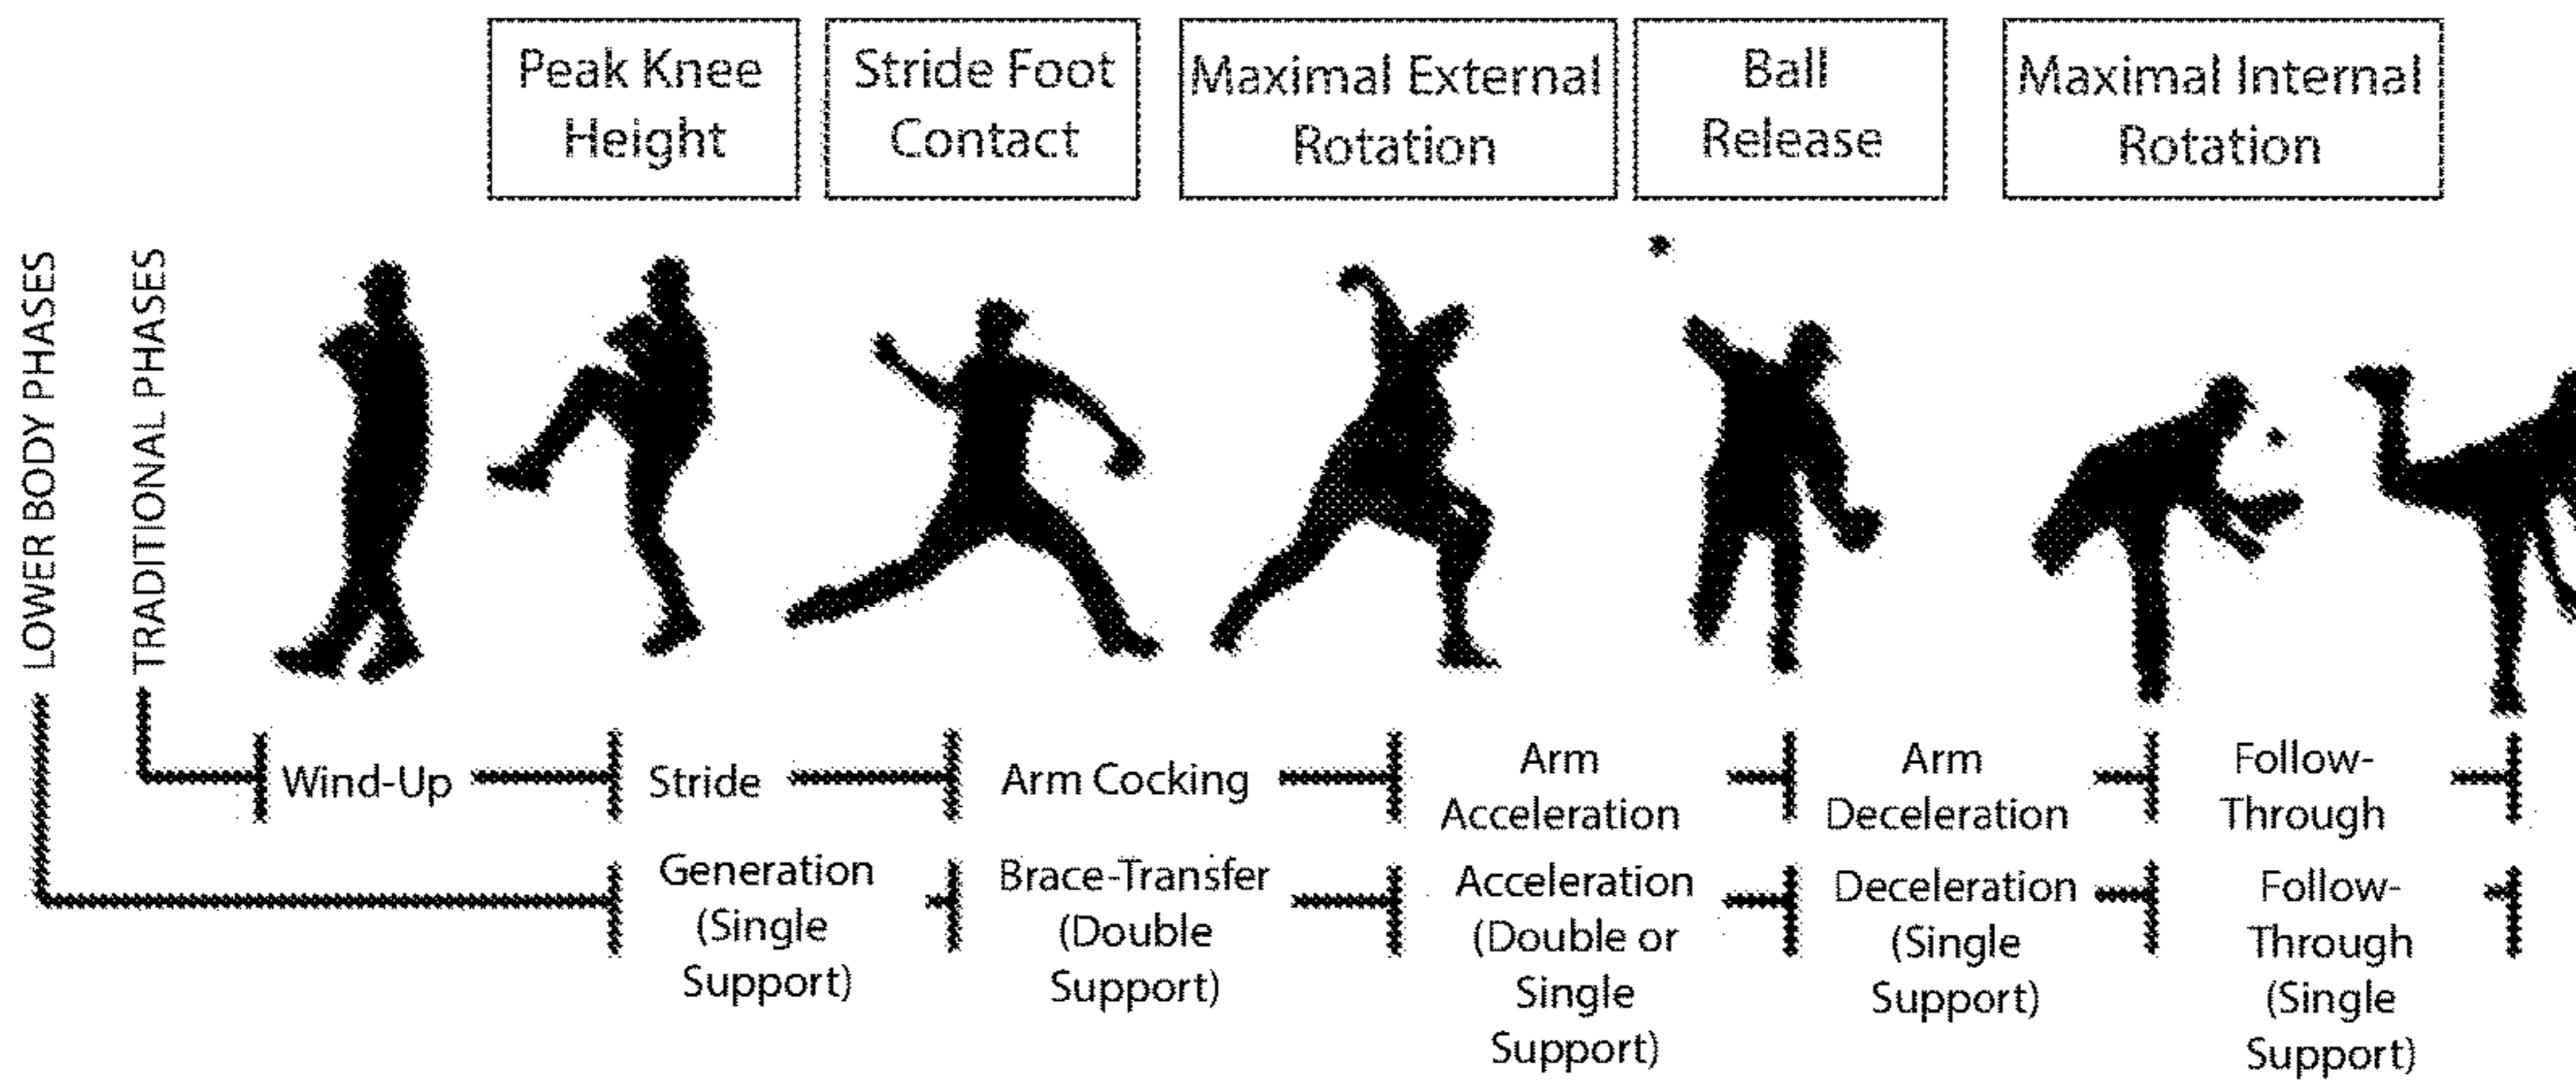 Peak Knee
Height
Stride Foot
Contact
Maximal External
Rotation
Ball
Release
Maximal Internal
Rotation
LOWER BODY PHASES
TRADITIONAL PHASES
Wind-Up
Stride
Arm Cocking
Arm
Acceleration
Arm
Deceleration
Follow-
Through
Generation
(Single
Support)
Brace-Transfer
(Double
Support)
Acceleration
(Double or
Single
Support)
Deceleration
(Single
Support)
Follow-
Through
(Single
Support)